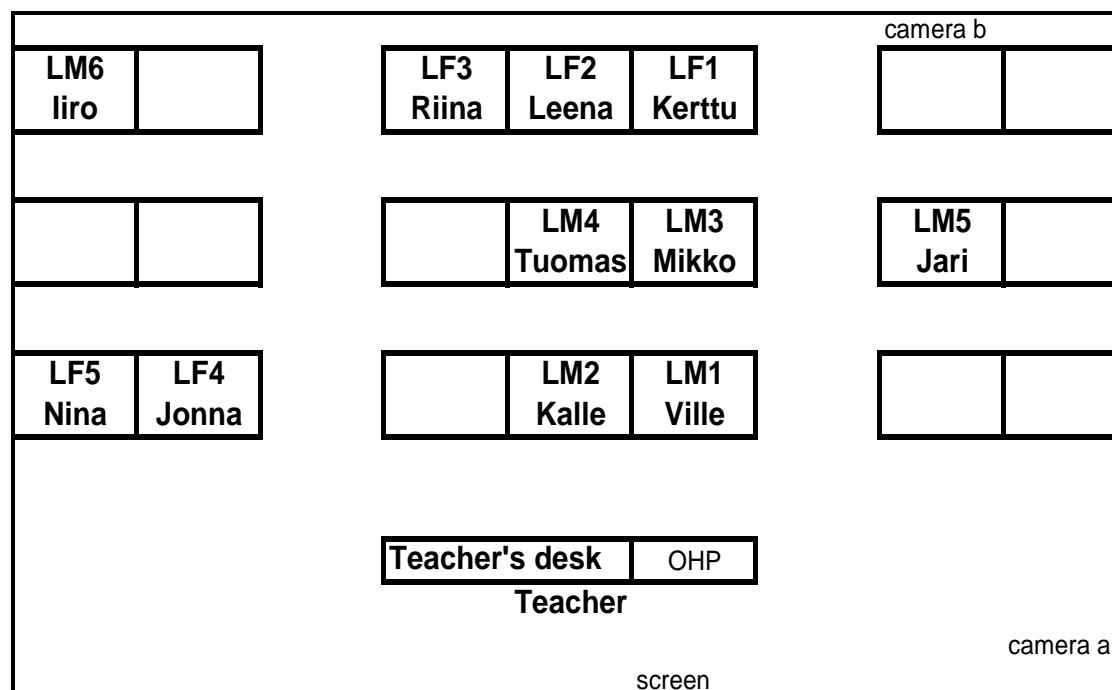 camera b
LM6 LF3 LF2 LF1
Iiro Riina Leena Kerttu
LM4 LM3 LM5
Tuomas Mikko Jari
LF5 LF4 LM2 LM1
Nina Jonna Kalle Ville
Teacher's desk OHP
Teacher
camera a
screen